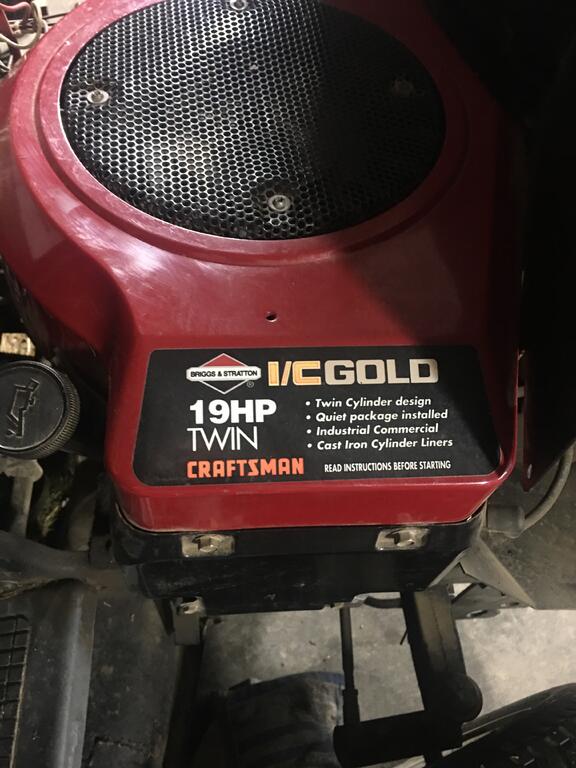 BRIGGS & STRATTON ®
I/C GOLD
19HP
TWIN
CRAFTSMAN
• Twin Cylinder design
• Quiet package installed
• Industrial Commercial
• Cast Iron Cylinder Liners
READ INSTRUCTIONS BEFORE STARTING